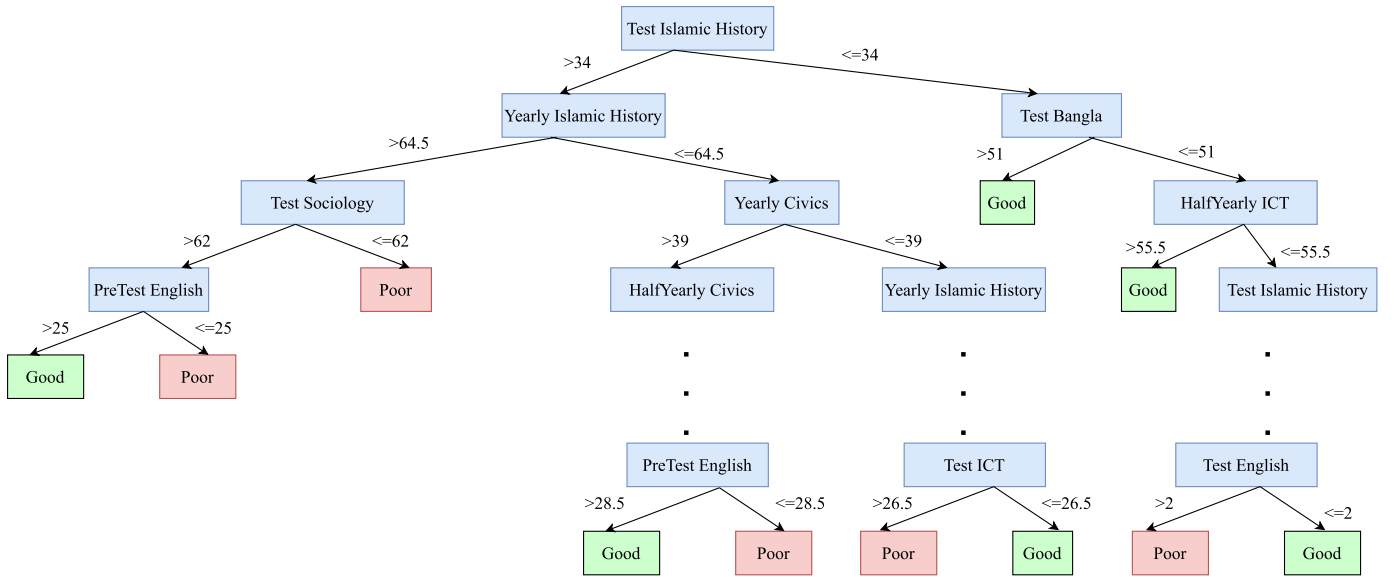 Test Islamic History
>34
<=34
Yearly Islamic History
Test Bangla
>64.5
<=64.5
>51
<=51
Test Sociology
Yearly Civics
Good
HalfYearly ICT
>62
<=62
>39
<=39
>55.5
<=55.5
PreTest English
Poor
HalfYearly Civics
Yearly Islamic History
Good
Test Islamic History
>25
<=25
Good
Poor
PreTest English
Test ICT
Test English
>28.5
<=28.5
>26.5
<=26.5
>2
<=2
Good
Poor
Poor
Good
Poor
Good